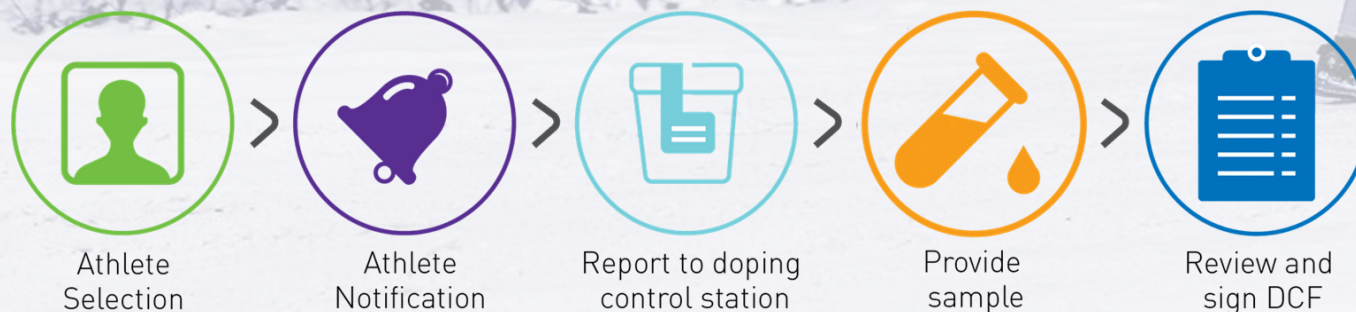 Athlete
Selection
Athlete
Notification
Report to doping
control station
Provide
sample
Review and
sign DCF